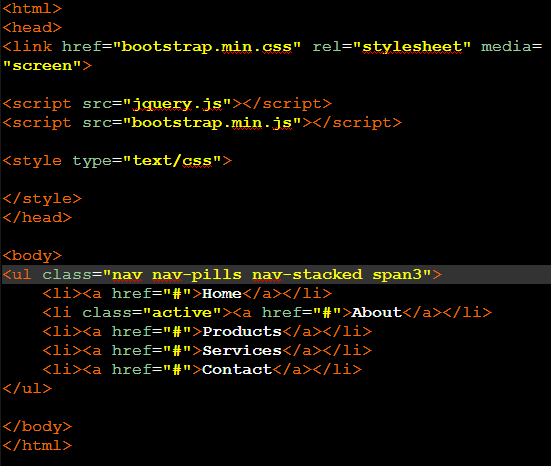 <html>
<head>
<link href="bootstrap.min.css" rel="stylesheet" media=
"screen">
<script src="jquery.js"></script>
<script src="bootstrap.min.js"></script>
<style type="text/css">
</style>
</head>
<body>
<ul class="nav nav-pills nav-stacked span3">
    <li><a href="#">Home</a></li>
    <li class="active"><a href="#">About</a></li>
    <li><a href="#">Products</a></li>
    <li><a href="#">Services</a></li>
    <li><a href="#">Contact</a></li>
</ul>
</body>
</html>